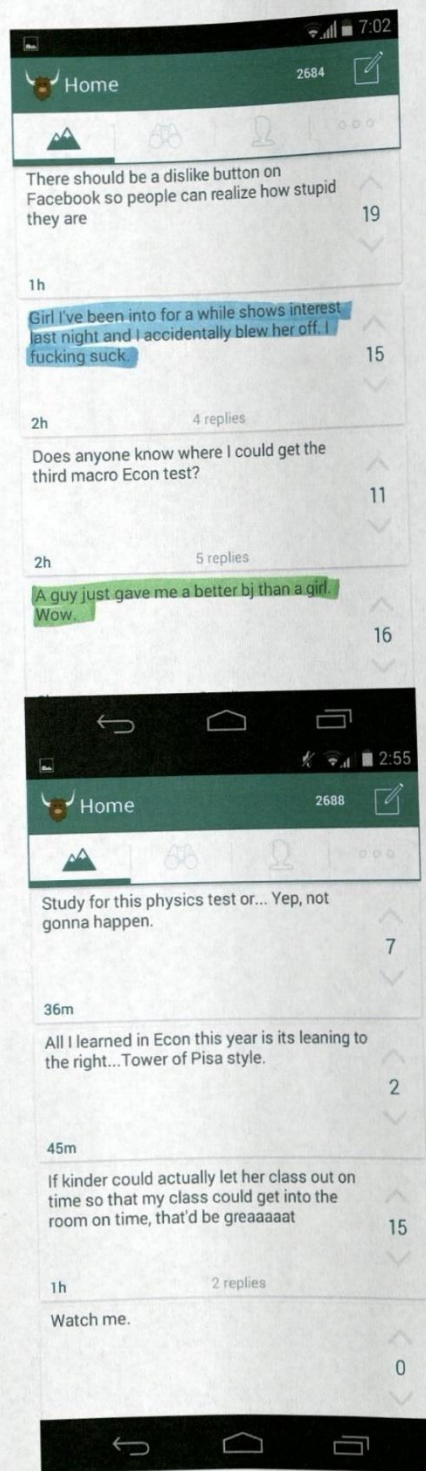 7:02
Home
2684
There should be a dislike button on
Facebook so people can realize how stupid
they are
19
1h
Girl I've been into for a while shows interest
last night and I accidentally blew her off. I
fucking suck.
15
2h
4 replies
Does anyone know where I could get the
third macro Econ test?
11
2h
5 replies
A guy just gave me a better bj than a girl.
Wow.
16
2:55
Home
2688
Study for this physics test or... Yep, not
gonna happen.
7
36m
All I learned in Econ this year is its leaning to
the right...Tower of Pisa style.
2
45m
If kinder could actually let her class out on
time so that my class could get into the
room on time, that'd be greaaaaat
15
1h
2 replies
Watch me.
0